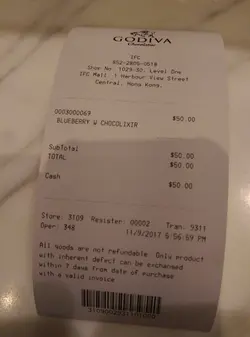 GODIVA
Chocolatier
IFC
852-2805-0518
Shop No. 1029-30, Level One
IFC Mall, 1 Harbour View Street
Central, Hong Kong.
0003000069 $50.00
BLUEBERRY W CHOCOLIXIR
Subtotal $50.00
TOTAL $50.00
Cash $50.00
Store: 3109 Register: 00002 Tran. 5311
Oper: 348 11/9/2017 6:56:59 PM
All goods are not refundable. Only product
with inherent defect can be exchanged
within 7 days from date of purchase
with a valid invoice